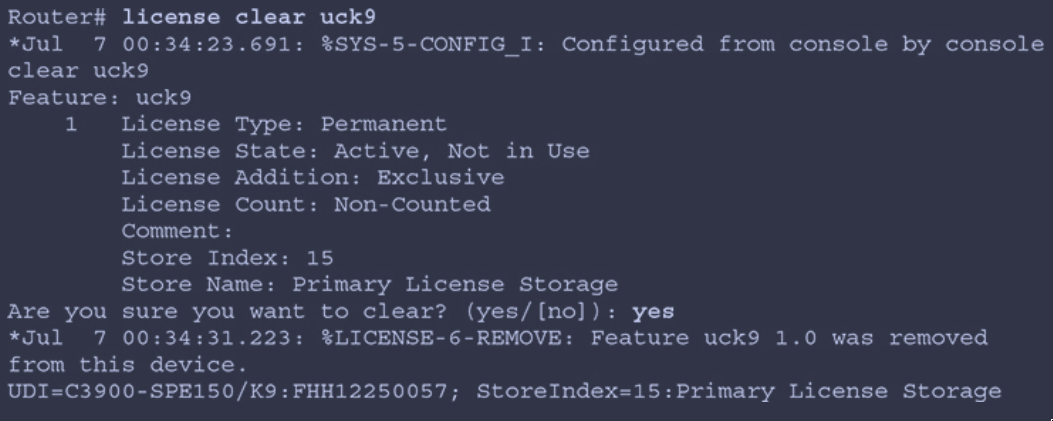 Router# license clear uck9
*Jul  7 00:34:23.691: %SYS-5-CONFIG_I: Configured from console by console
clear uck9
Feature: uck9
    1   License Type: Permanent
        License State: Active, Not in Use
        License Addition: Exclusive
        License Count: Non-Counted
        Comment:
        Store Index: 15
        Store Name: Primary License Storage
Are you sure you want to clear? (yes/[no]): yes
*Jul  7 00:34:31.223: %LICENSE-6-REMOVE: Feature uck9 1.0 was removed
from this device.
UDI=C3900-SPE150/K9:FHH12250057; StoreIndex=15:Primary License Storage